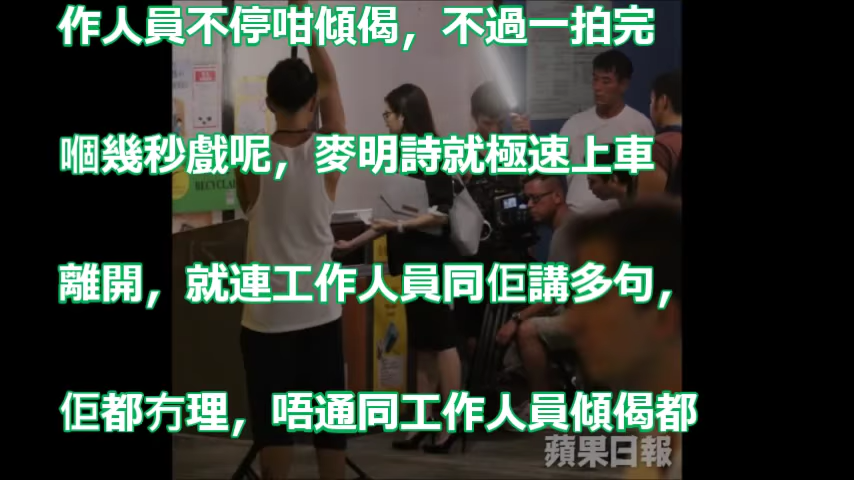 作人員不停咁傾偈，不過一拍完
嗰幾秒戲呢，麥明詩就極速上車
RECYCLAB
離開，就連工作人員同佢講多句，
佢都冇理，唔通同工作人員傾偈都
蘋果日報